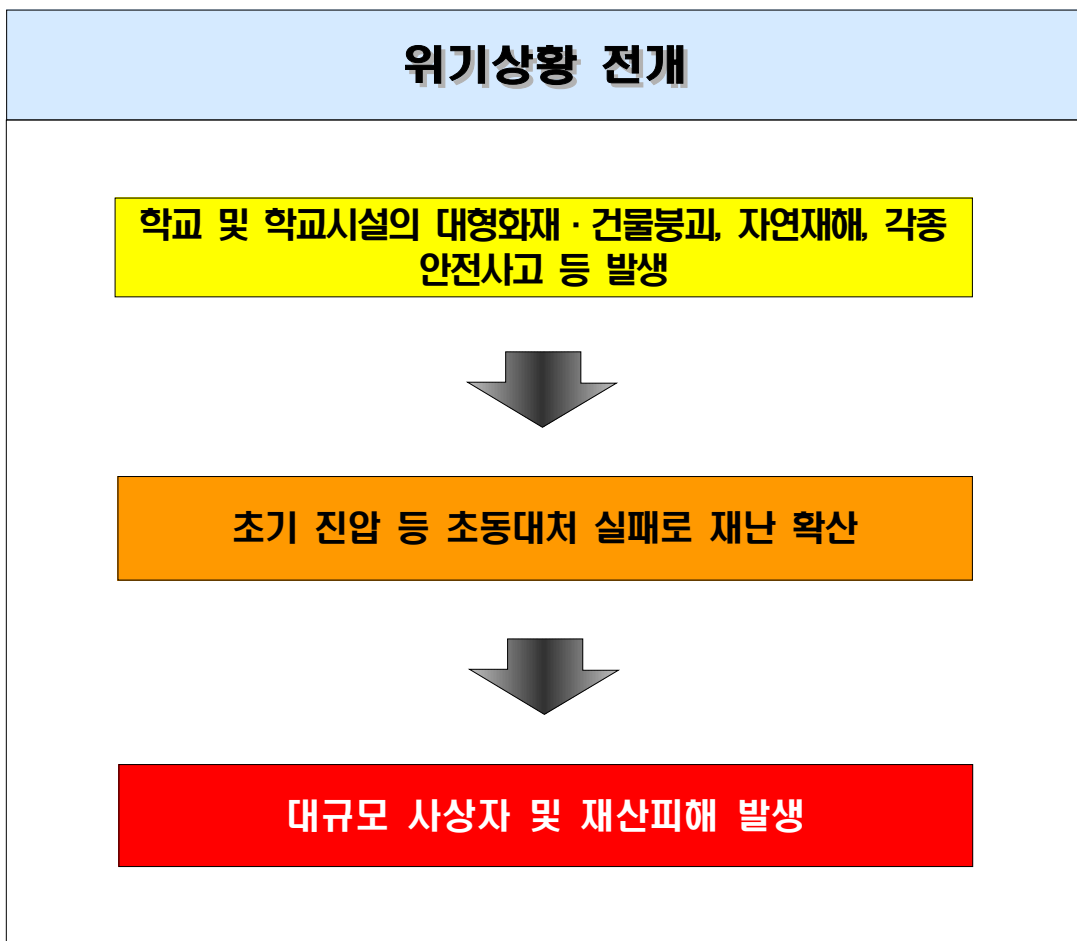 위기상황 전개
학교 및 학교시설의 대형화재 · 건물붕괴, 자연재해, 각종
안전사고 등 발생
초기 진압 등 초동대처 실패로 재난 확산
대규모 사상자 및 재산피해 발생